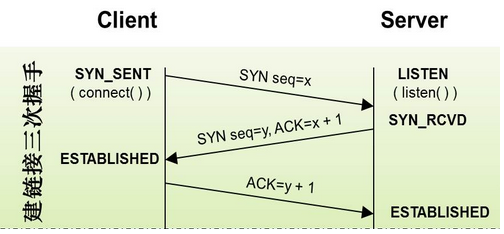 Client
Server
建链接三次握手
SYN_SENT
( connect( ) )
SYN seq=x
LISTEN
( listen( ) )
SYN_RCVD
SYN seq=y, ACK=x + 1
ESTABLISHED
ACK=y + 1
ESTABLISHED